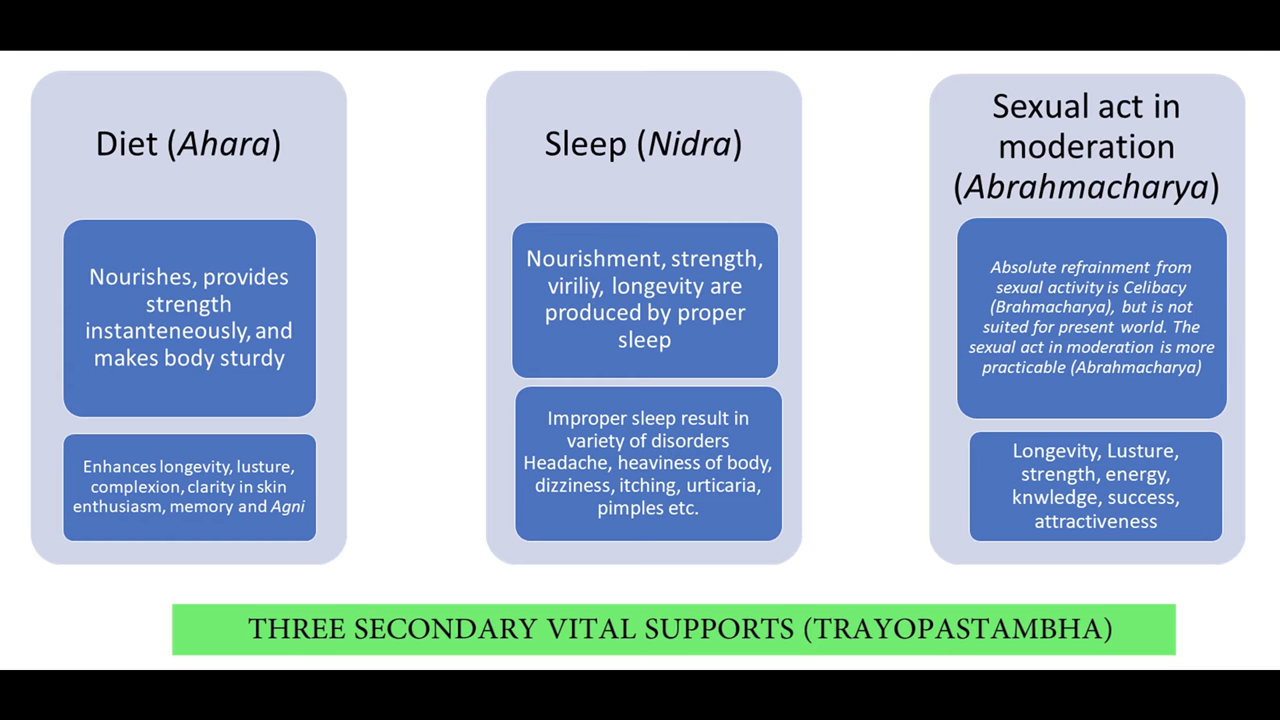 Diet (Ahara)
Nourishes, provides
strength
instanteneously, and
makes body sturdy
Enhances longevity, lusture,
complexion, clarity in skin
enthusiasm, memory and Agni
Sleep (Nidra)
Nourishment, strength,
viriliy, longevity are
produced by proper
sleep
Improper sleep result in
variety of disorders
Headache, heaviness of body,
dizziness, itching, urticaria,
pimples etc.
Sexual act in
moderation
(Abrahmacharya)
Absolute refrainment from
sexual activity is Celibacy
(Brahmacharya), but is not
suited for present world. The
sexual act in moderation is more
practicable (Abrahmacharya)
Longevity, Lusture,
strength, energy,
knwledge, success,
attractiveness
THREE SECONDARY VITAL SUPPORTS (TRAYOPASTAMBHA)